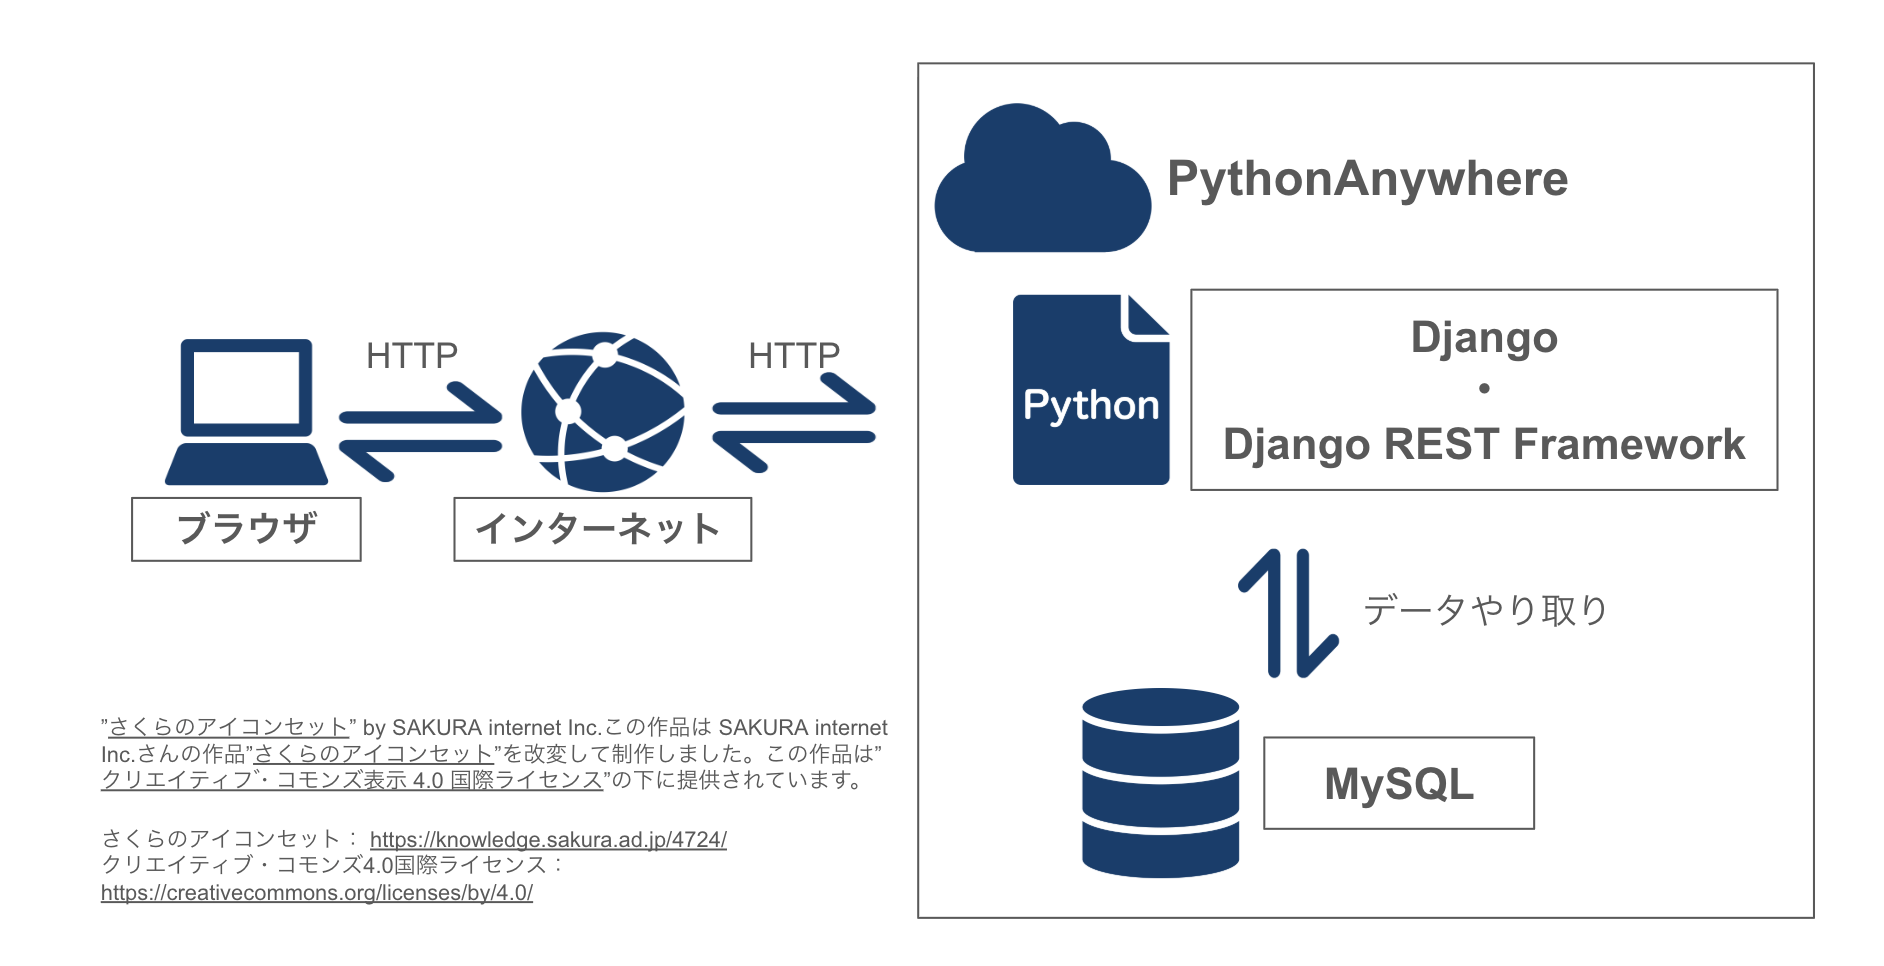 PythonAnywhere
Python
Django
・
Django REST Framework
HTTP
HTTP
ブラウザ
インターネット
データやり取り
MySQL
”さくらのアイコンセット” by SAKURA internet Inc.この作品は SAKURA internet
Inc.さんの作品”さくらのアイコンセット”を改変して制作しました。この作品は”
クリエイティブ・コモンズ表示 4.0 国際ライセンス”の下に提供されています。
さくらのアイコンセット： https://knowledge.sakura.ad.jp/4724/
クリエイティブ・コモンズ4.0国際ライセンス：
https://creativecommons.org/licenses/by/4.0/